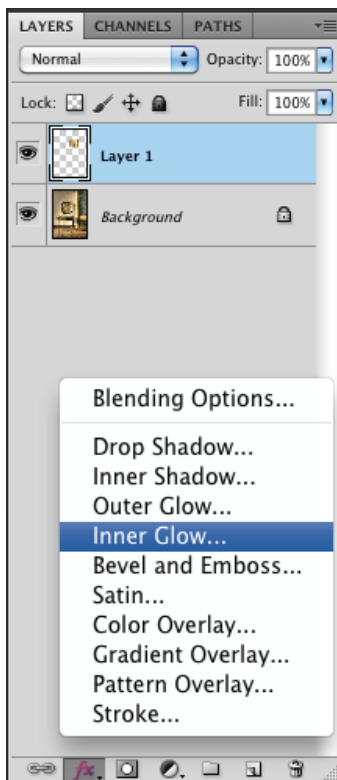 LAYERS CHANNELS PATHS
Normal Opacity: 100%
Lock: Fill: 100%
Layer 1
Background
Blending Options...
Drop Shadow...
Inner Shadow...
Outer Glow...
Inner Glow...
Bevel and Emboss...
Satin...
Color Overlay...
Gradient Overlay...
Pattern Overlay...
Stroke...
fx